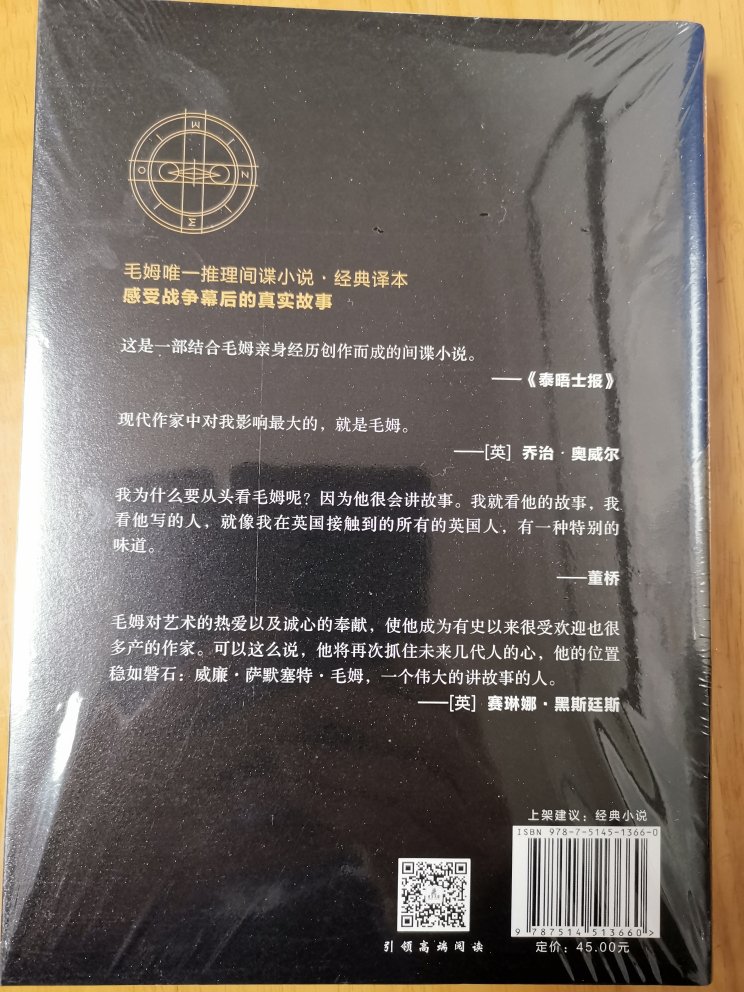 毛姆唯一推理间谍小说·经典译本
感受战争幕后的真实故事
这是一部结合毛姆亲身经历创作而成的间谍小说。
——《泰晤士报》
现代作家中对我影响最大的，就是毛姆。
——[英] 乔治·奥威尔
我为什么要从头看毛姆呢？因为他很会讲故事。我就看他的故事，我
看他写的人，就像我在英国接触到的所有的英国人，有一种特别的
味道。
——董桥
毛姆对艺术的热爱以及诚心的奉献，使他成为有史以来很受欢迎也很
多产的作家。可以这么说，他将再次抓住未来几代人的心，他的位置
稳如磐石：威廉·萨默塞特·毛姆，一个伟大的讲故事的人。
——[英] 赛琳娜·黑斯廷斯
上架建议：经典小说
ISBN 978-7-5145-1366-0
9 787514 513660 >
引领高端阅读
定价：45.00元